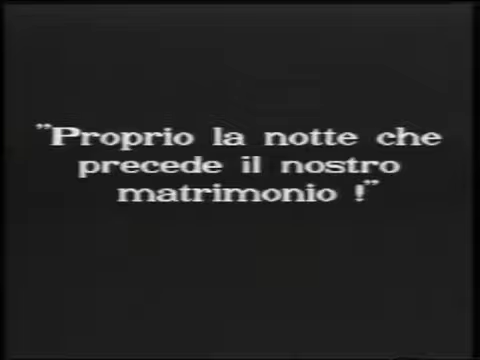 "Proprio la notte che
precede il nostro
matrimonio !"